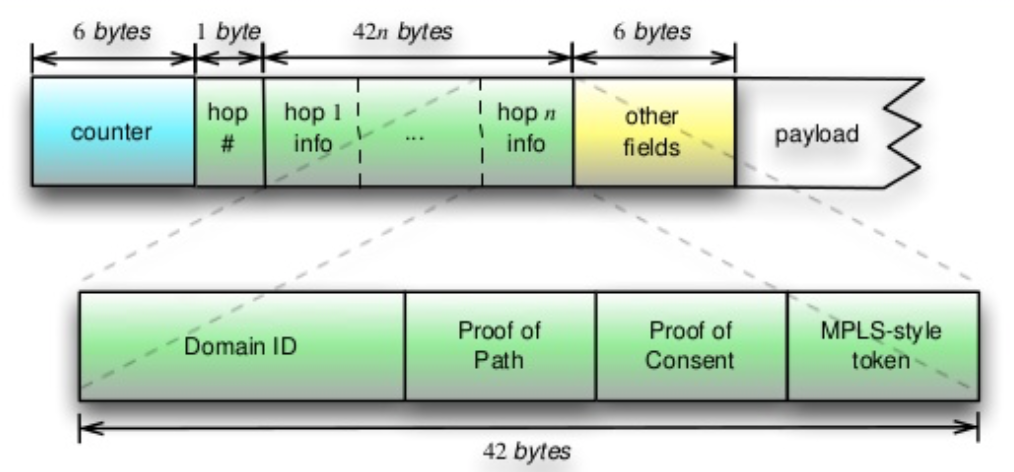 6 bytes 1 byte 42n bytes 6 bytes
counter
hop
#
hop 1
info
...
hop n
info
other
fields
payload
Domain ID
Proof of
Path
Proof of
Consent
MPLS-style
token
42 bytes